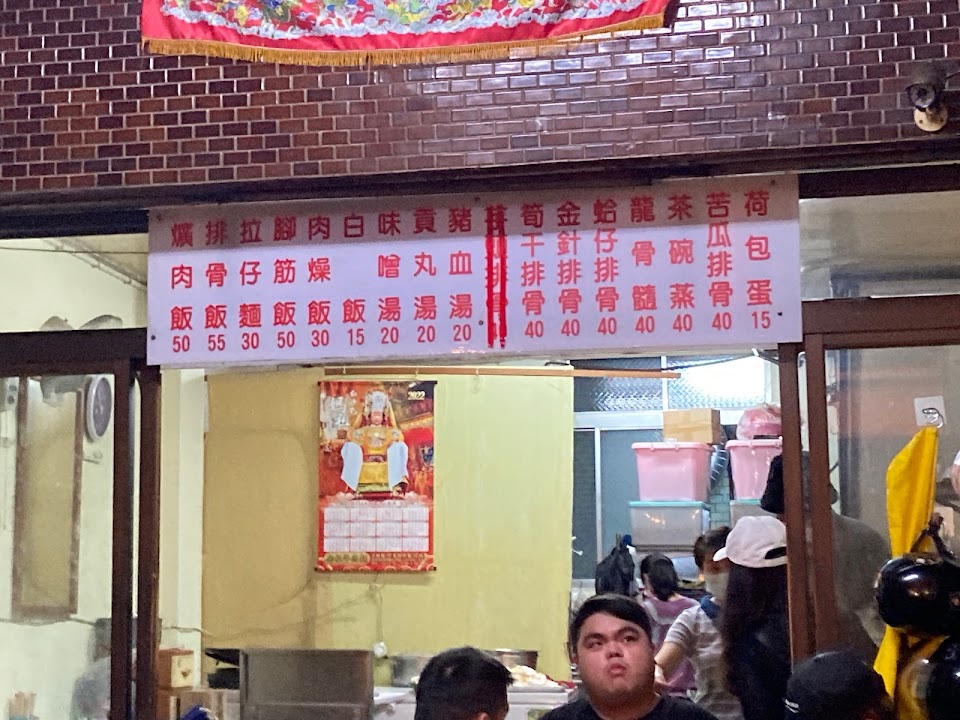 爌肉飯 50
排骨飯 55
拉仔麵 30
腳筋飯 50
肉燥飯 30
白飯 15
味噌湯 20
貢丸湯 20
豬血湯 20
排骨
筍干排骨 40
金針排骨 40
蛤仔排骨 40
龍骨髓 40
茶碗蒸 40
苦瓜排骨 40
荷包蛋 15
2022